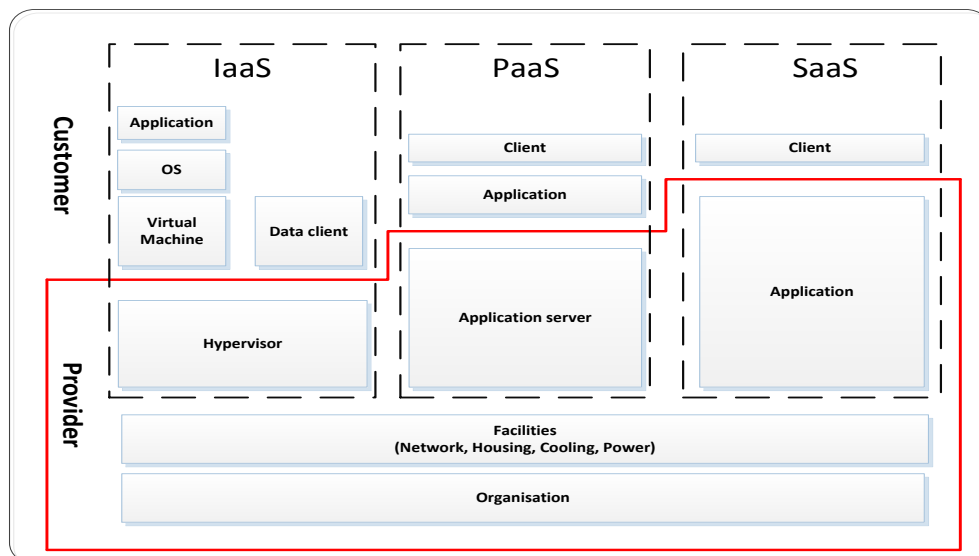 IaaS
PaaS
SaaS
Customer
Application
OS
Virtual
Machine
Data client
Hypervisor
Client
Application
Application server
Client
Application
Provider
Facilities
(Network, Housing, Cooling, Power)
Organisation